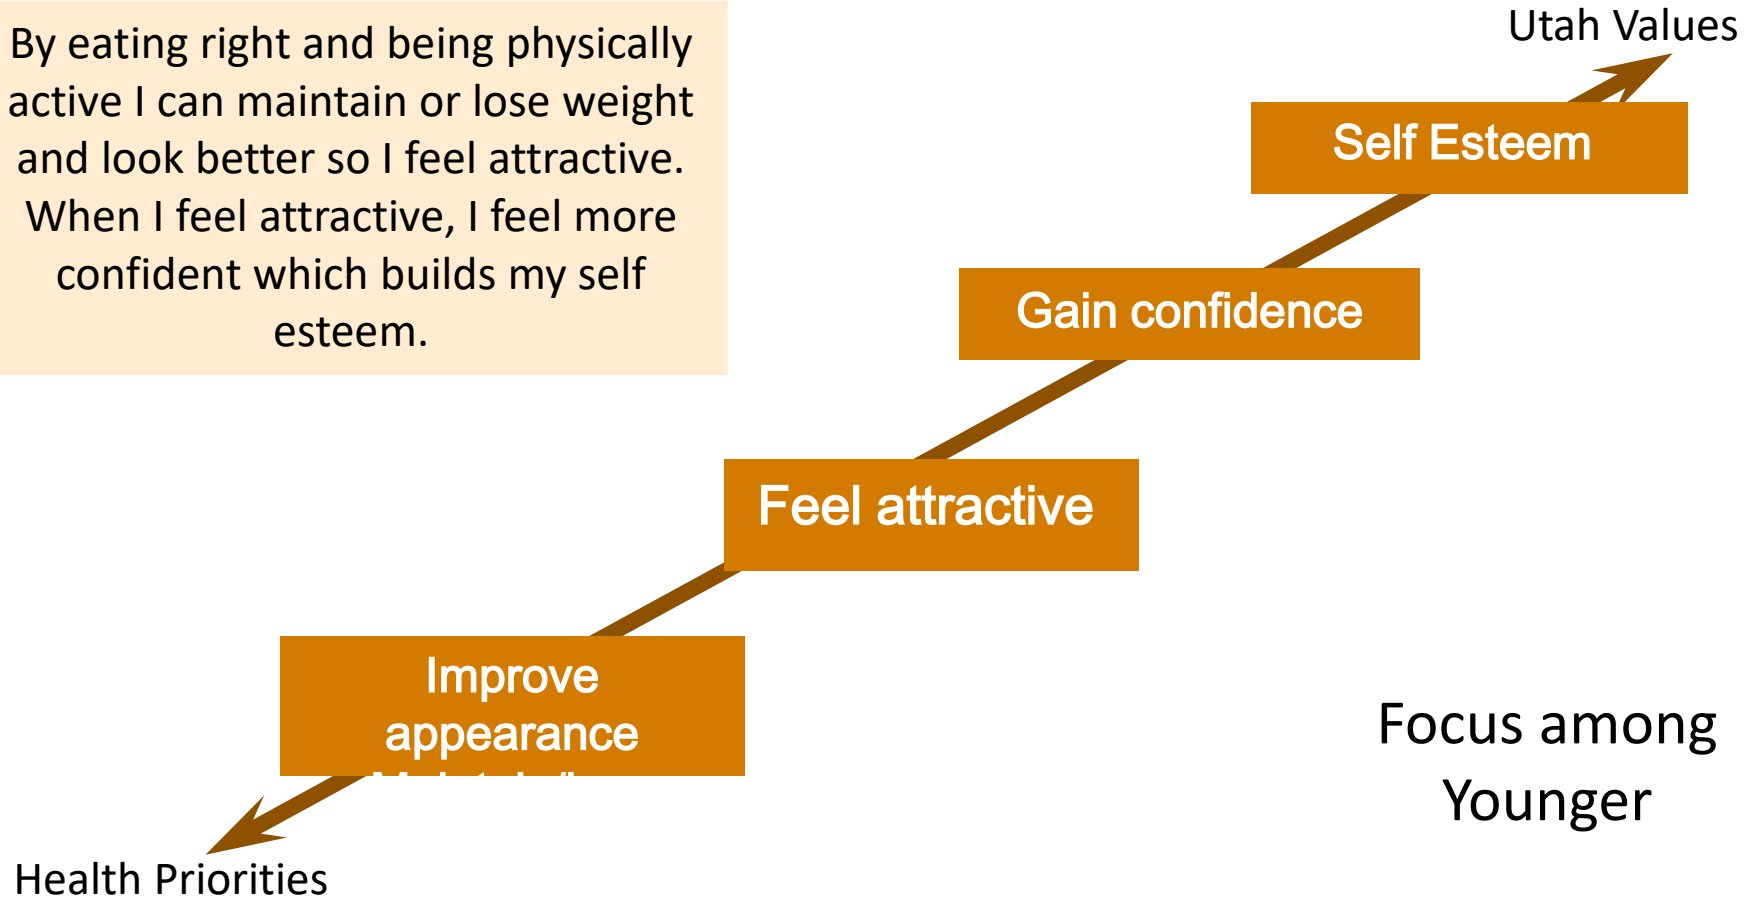 By eating right and being physically
active I can maintain or lose weight
and look better so I feel attractive.
When I feel attractive, I feel more
confident which builds my self
esteem.
Utah Values
Self Esteem
Gain confidence
Feel attractive
Improve
appearance
Focus among
Younger
Health Priorities